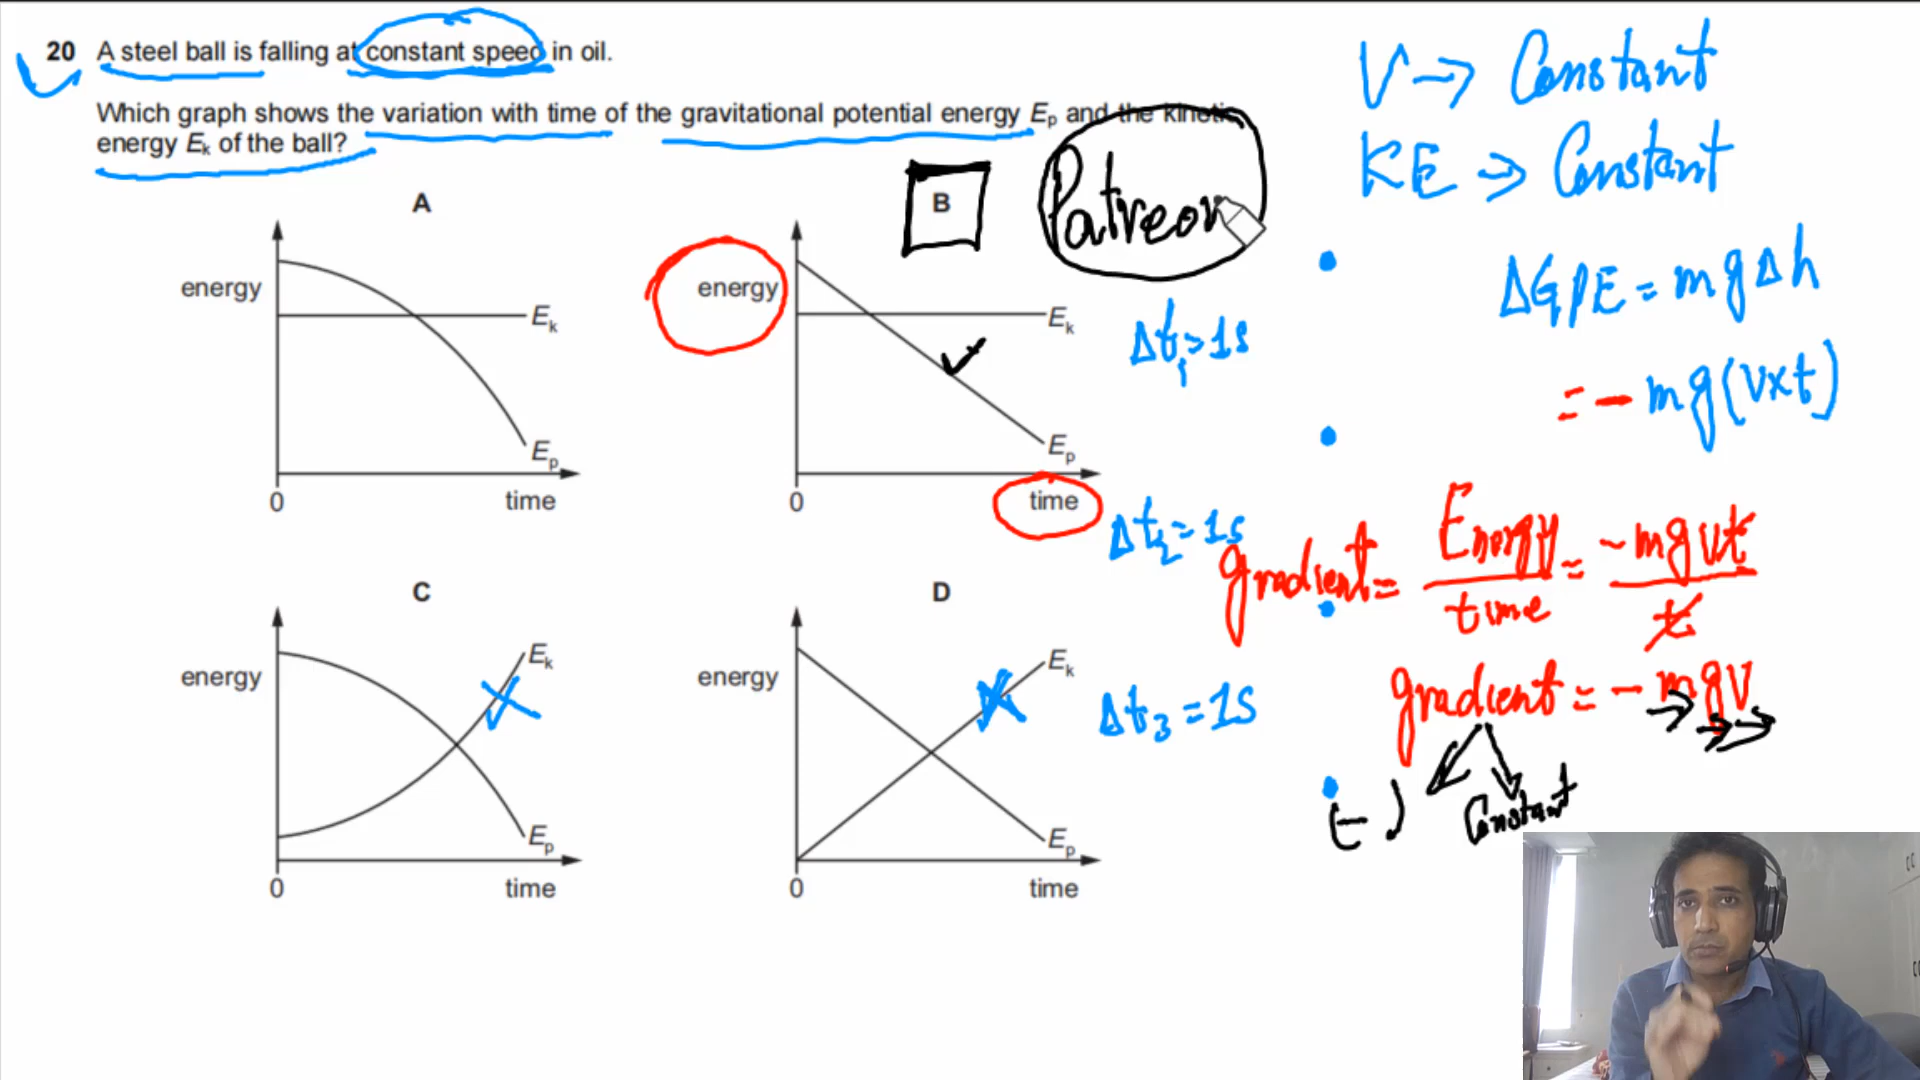 20 A steel ball is falling at constant speed in oil.
Which graph shows the variation with time of the gravitational potential energy Ep and the kinetic
energy Ek of the ball?
V → Constant
KE → Constant
Patreon
A
energy
Ek
Ep
0
time
B
energy
Ek
Ep
0
time
Δt₁ = 1s
Δt₂ = 1s
Δt₃ = 1s
ΔGPE = mgΔh
= - mg(v×t)
gradient = Energy / time = -mgvt / t
gradient = - mgv
(-)
Constant
C
energy
Ek
Ep
0
time
D
energy
Ek
Ep
0
time